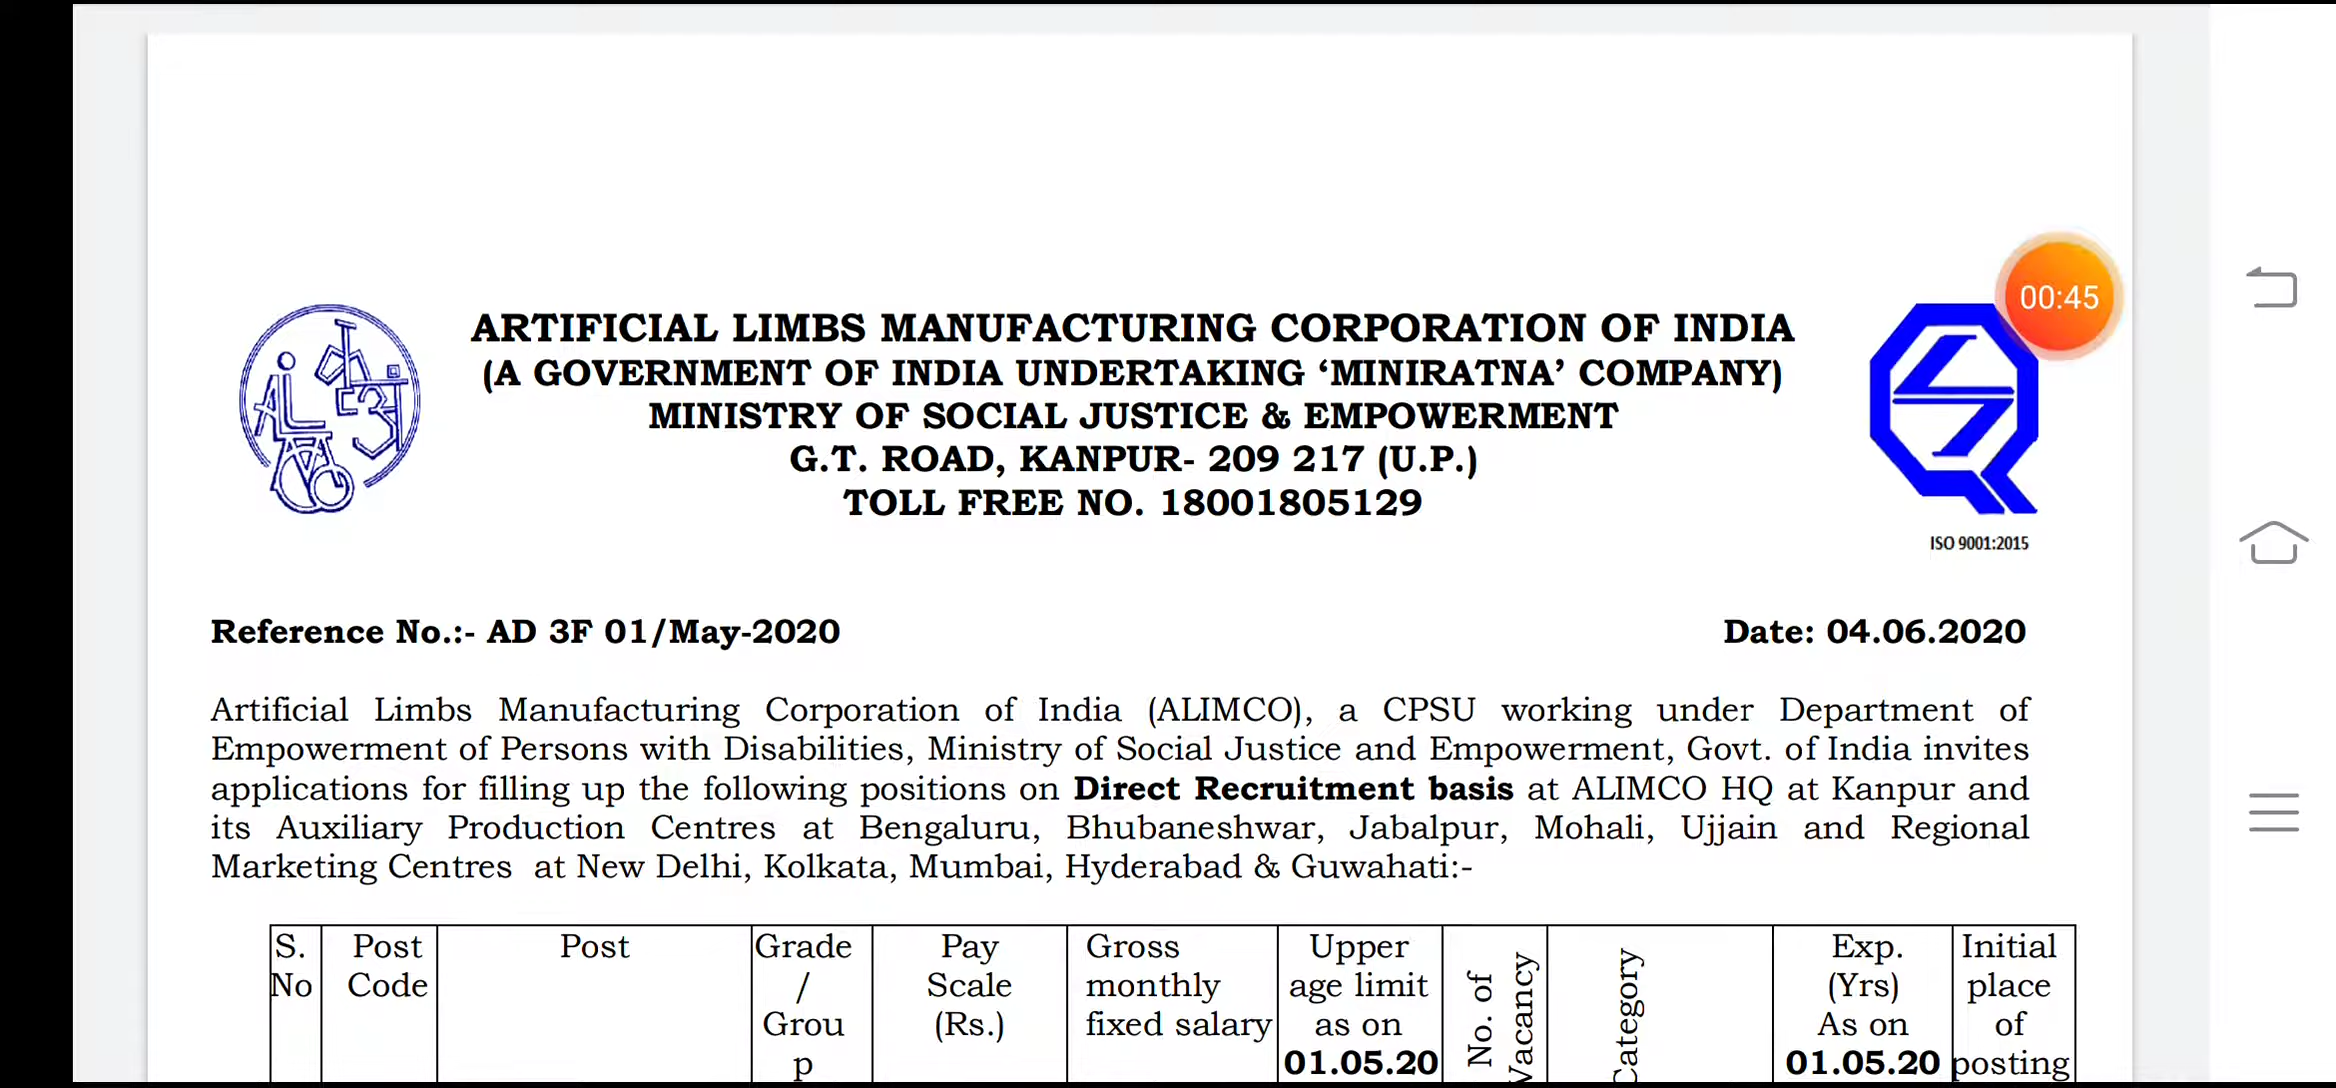 00:45
ARTIFICIAL LIMBS MANUFACTURING CORPORATION OF INDIA
(A GOVERNMENT OF INDIA UNDERTAKING ‘MINIRATNA’ COMPANY)
MINISTRY OF SOCIAL JUSTICE & EMPOWERMENT
G.T. ROAD, KANPUR- 209 217 (U.P.)
TOLL FREE NO. 18001805129
ISO 9001:2015
Reference No.:- AD 3F 01/May-2020 Date: 04.06.2020
Artificial Limbs Manufacturing Corporation of India (ALIMCO), a CPSU working under Department of
Empowerment of Persons with Disabilities, Ministry of Social Justice and Empowerment, Govt. of India invites
applications for filling up the following positions on Direct Recruitment basis at ALIMCO HQ at Kanpur and
its Auxiliary Production Centres at Bengaluru, Bhubaneshwar, Jabalpur, Mohali, Ujjain and Regional
Marketing Centres at New Delhi, Kolkata, Mumbai, Hyderabad & Guwahati:-
S.
No
Post
Code
Post
Grade
/
Grou
p
Pay
Scale
(Rs.)
Gross
monthly
fixed salary
Upper
age limit
as on
01.05.20
No. of
Vacancy
Category
Exp.
(Yrs)
As on
01.05.20
Initial
place
of
posting